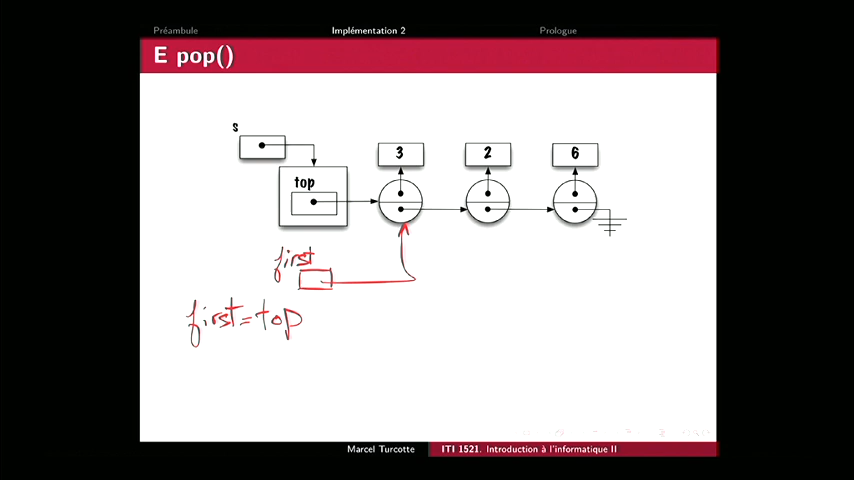 Préambule Implémentation 2 Prologue
E pop()
s
3 2 6
top
first
first=top
Marcel Turcotte ITI 1521. Introduction à l'informatique II